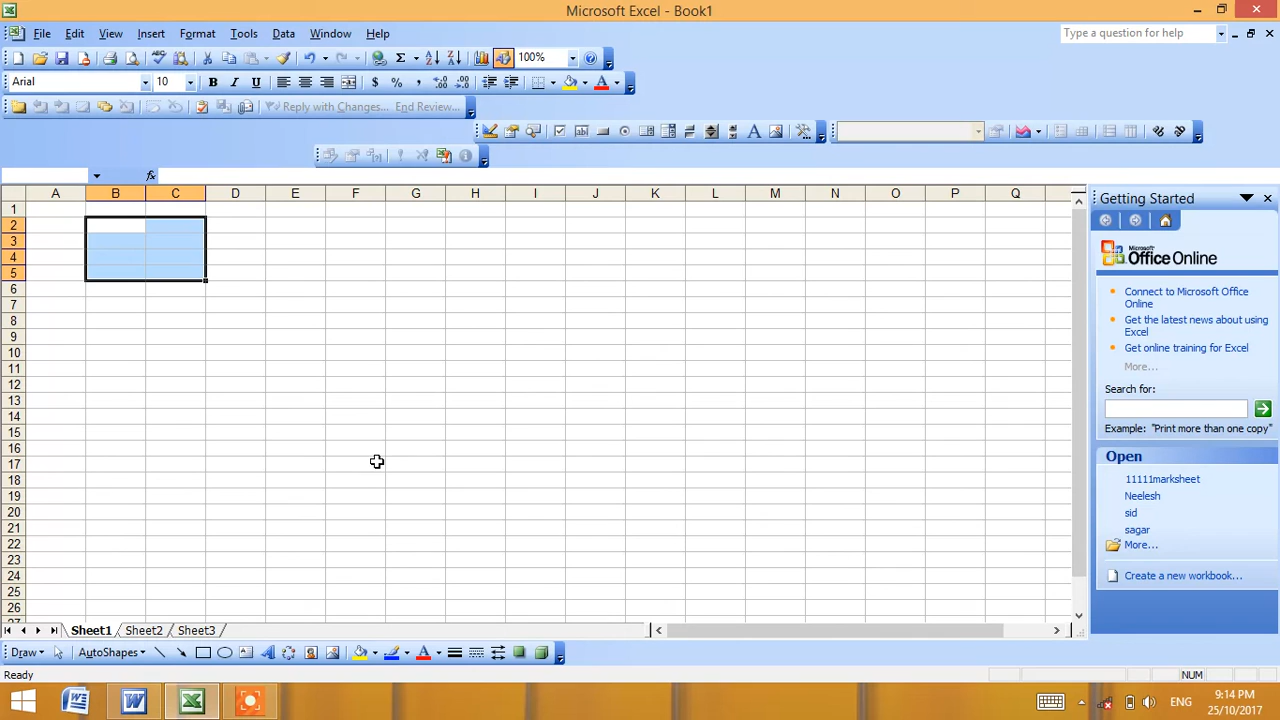 Microsoft Excel - Book1
File Edit View Insert Format Tools Data Window Help
Type a question for help
100%
Arial 10 B I U $ % ,
Reply with Changes... End Review...
fx
A B C D E F G H I J K L M N O P Q
1
2
3
4
5
6
7
8
9
10
11
12
13
14
15
16
17
18
19
20
21
22
23
24
25
26
27
Getting Started
Microsoft
Office Online
Connect to Microsoft Office
Online
Get the latest news about using
Excel
Get online training for Excel
More...
Search for:
Example: "Print more than one copy"
Open
11111marksheet
Neelesh
sid
sagar
More...
Create a new workbook...
Sheet1 Sheet2 Sheet3
Draw AutoShapes
Ready
NUM
ENG
9:14 PM
25/10/2017